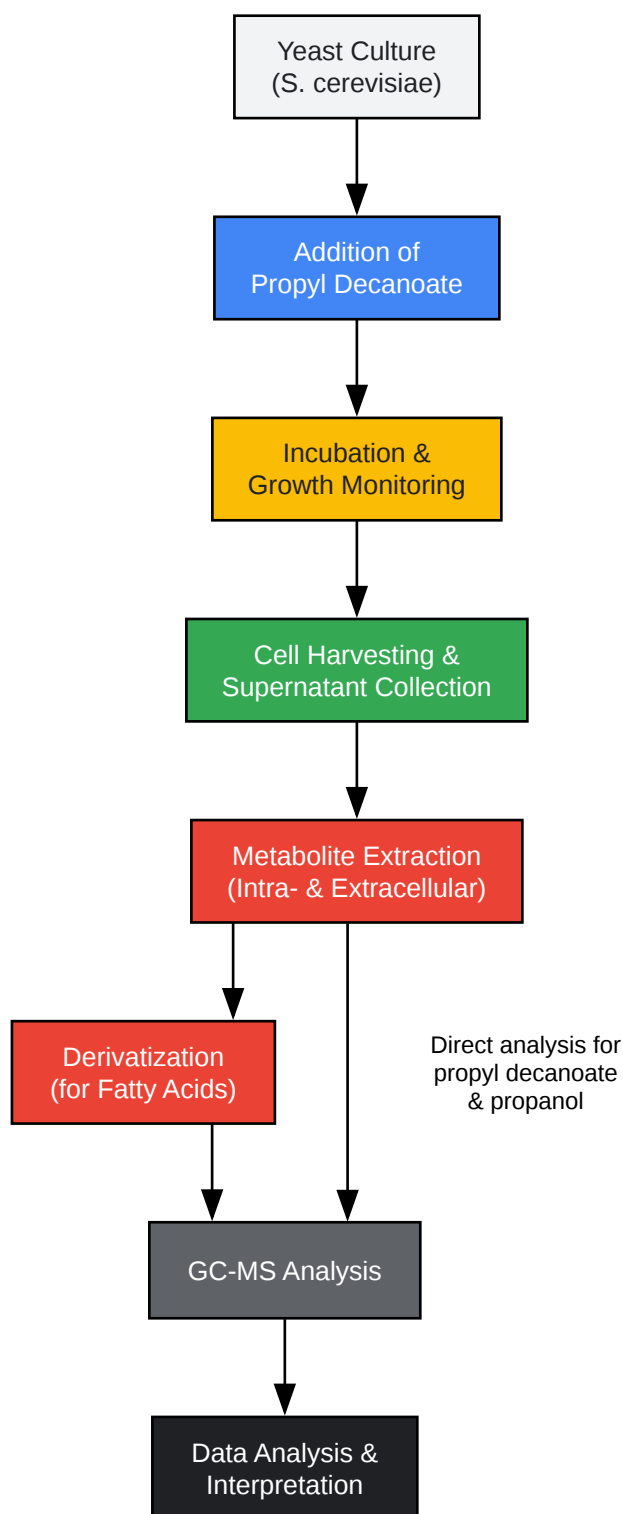 Yeast Culture
(S. cerevisiae)
Addition of
Propyl Decanoate
Incubation &
Growth Monitoring
Cell Harvesting &
Supernatant Collection
Metabolite Extraction
(Intra- & Extracellular)
Derivatization
(for Fatty Acids)
Direct analysis for
propyl decanoate
& propanol
GC-MS Analysis
Data Analysis &
Interpretation